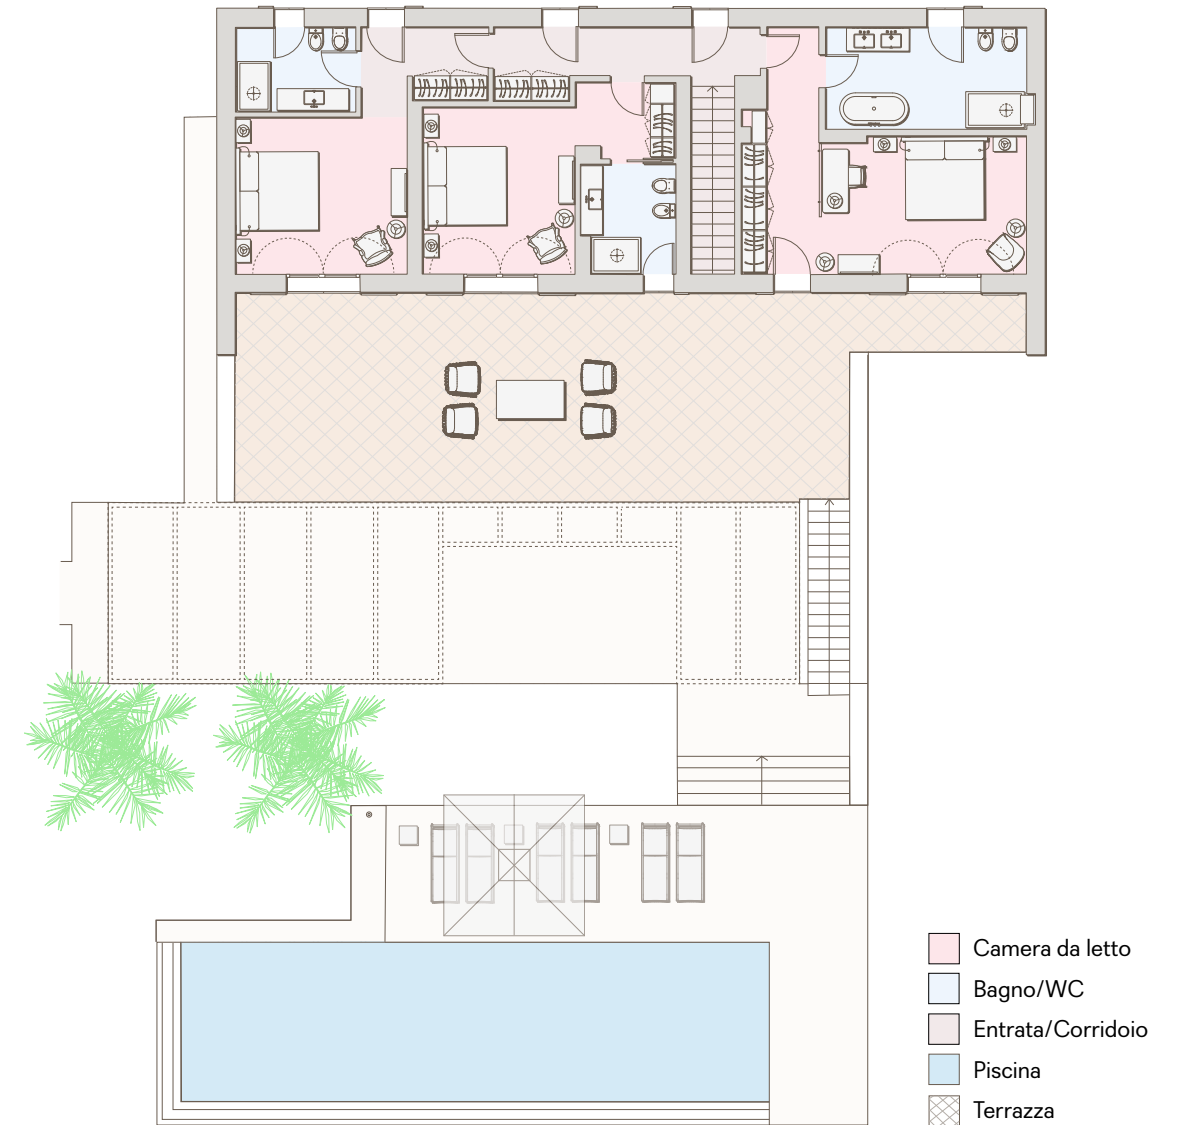 Camera da letto
Bagno/WC
Entrata/Corridoio
Piscina
Terrazza